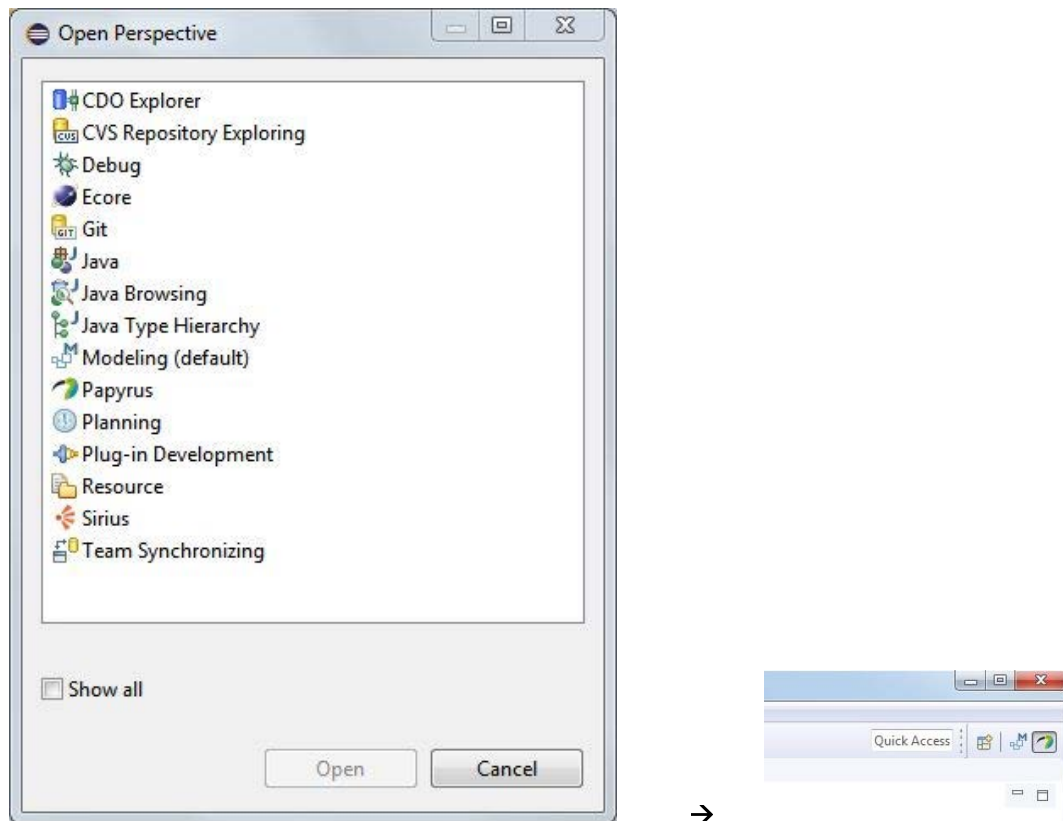 Open Perspective
CDO Explorer
CVS Repository Exploring
Debug
Ecore
Git
Java
Java Browsing
Java Type Hierarchy
Modeling (default)
Papyrus
Planning
Plug-in Development
Resource
Sirius
Team Synchronizing
Show all
Open Cancel
→
Quick Access